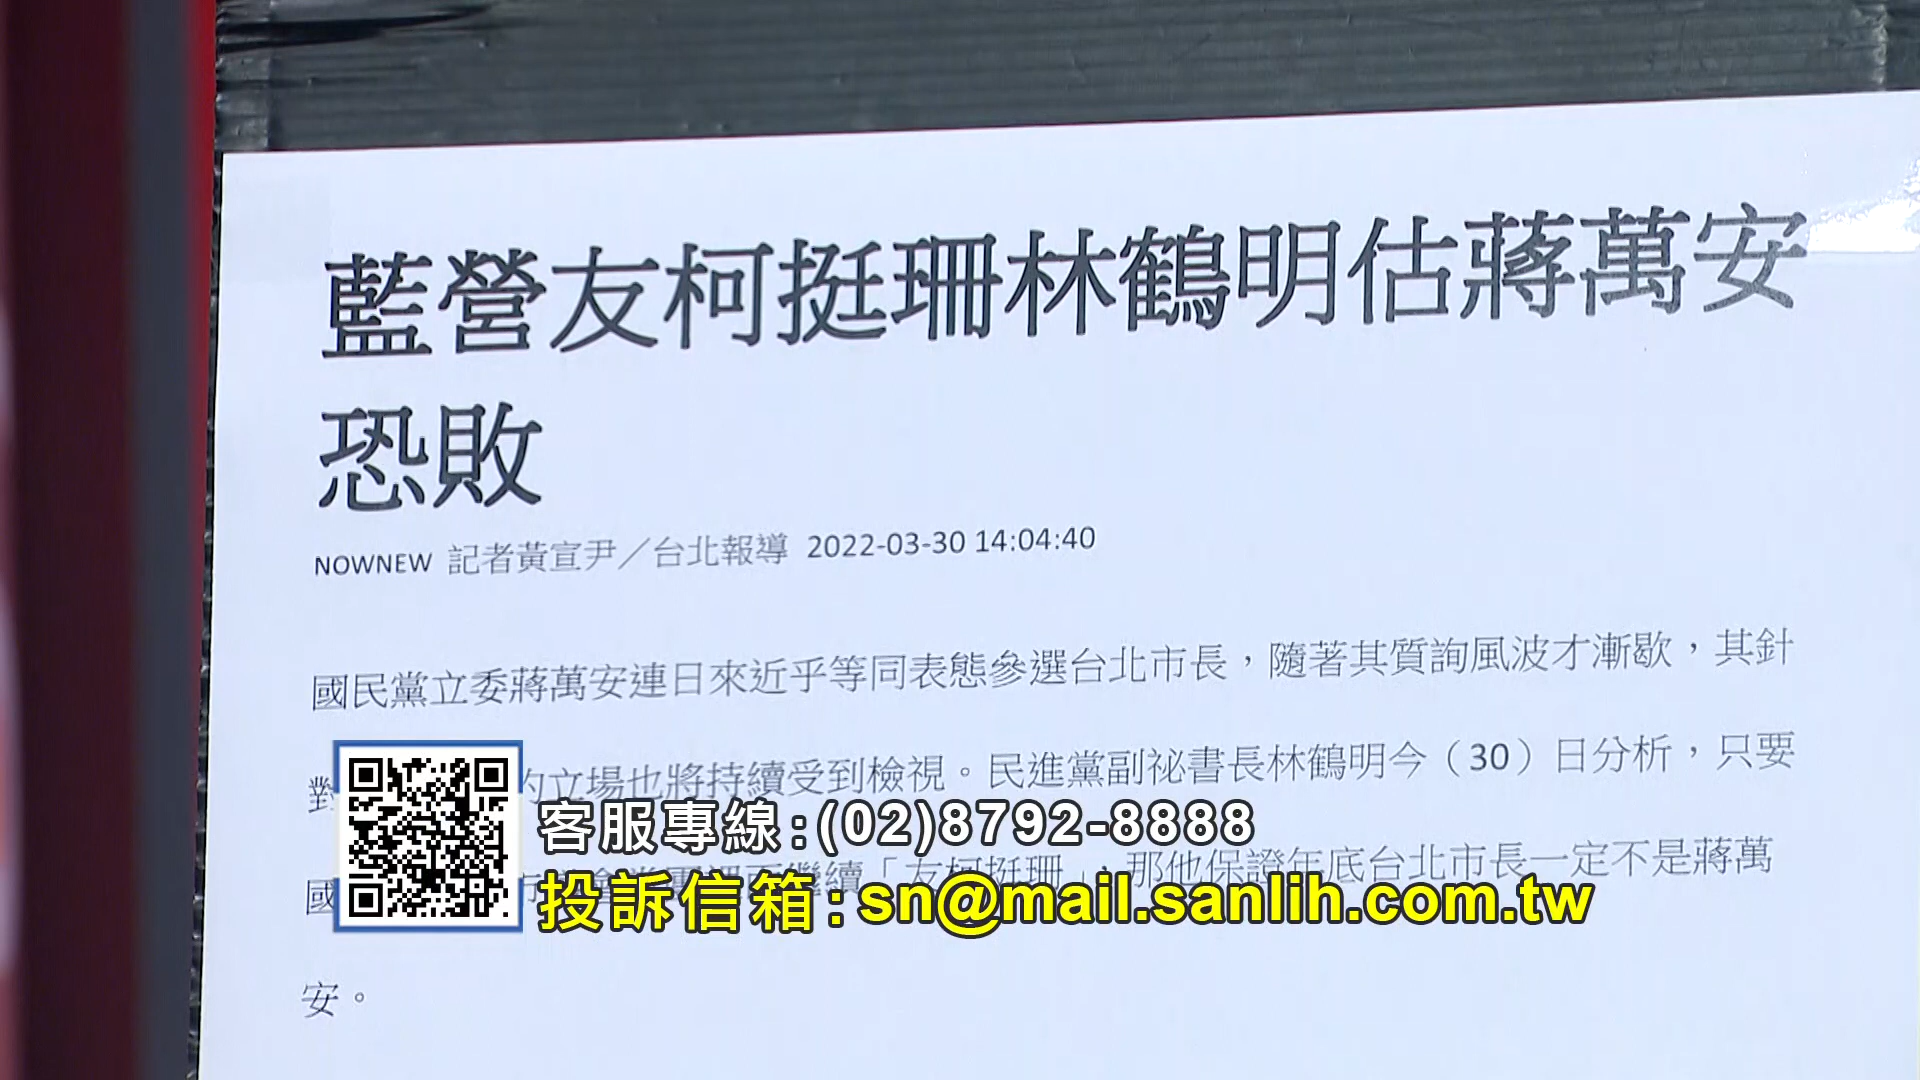 藍營友柯挺珊林鶴明估蔣萬安
恐敗
NOWNEW 記者黃宣尹／台北報導 2022-03-30 14:04:40
國民黨立委蔣萬安連日來近乎等同表態參選台北市長，隨著其質詢風波才漸歇，其針
對 的立場也將持續受到檢視。民進黨副祕書長林鶴明今（30）日分析，只要
國 繼續「友柯挺珊」，那他保證年底台北市長一定不是蔣萬
安。
客服專線:(02)8792-8888
投訴信箱:sn@mail.sanlih.com.tw